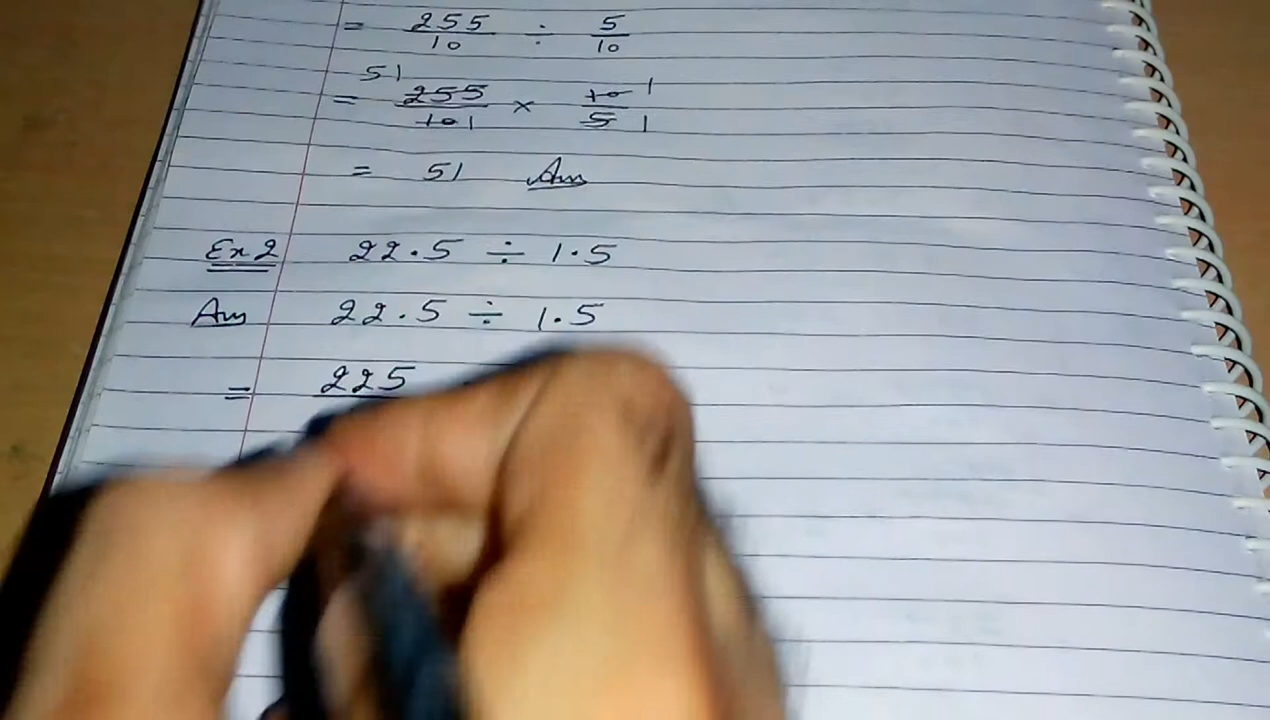 = 255/10 ÷ 5/10
51
= 255/10 1 × 10/5 1 1
= 51 Ans
Ex 2 22.5 ÷ 1.5
Ans 22.5 ÷ 1.5
= 225